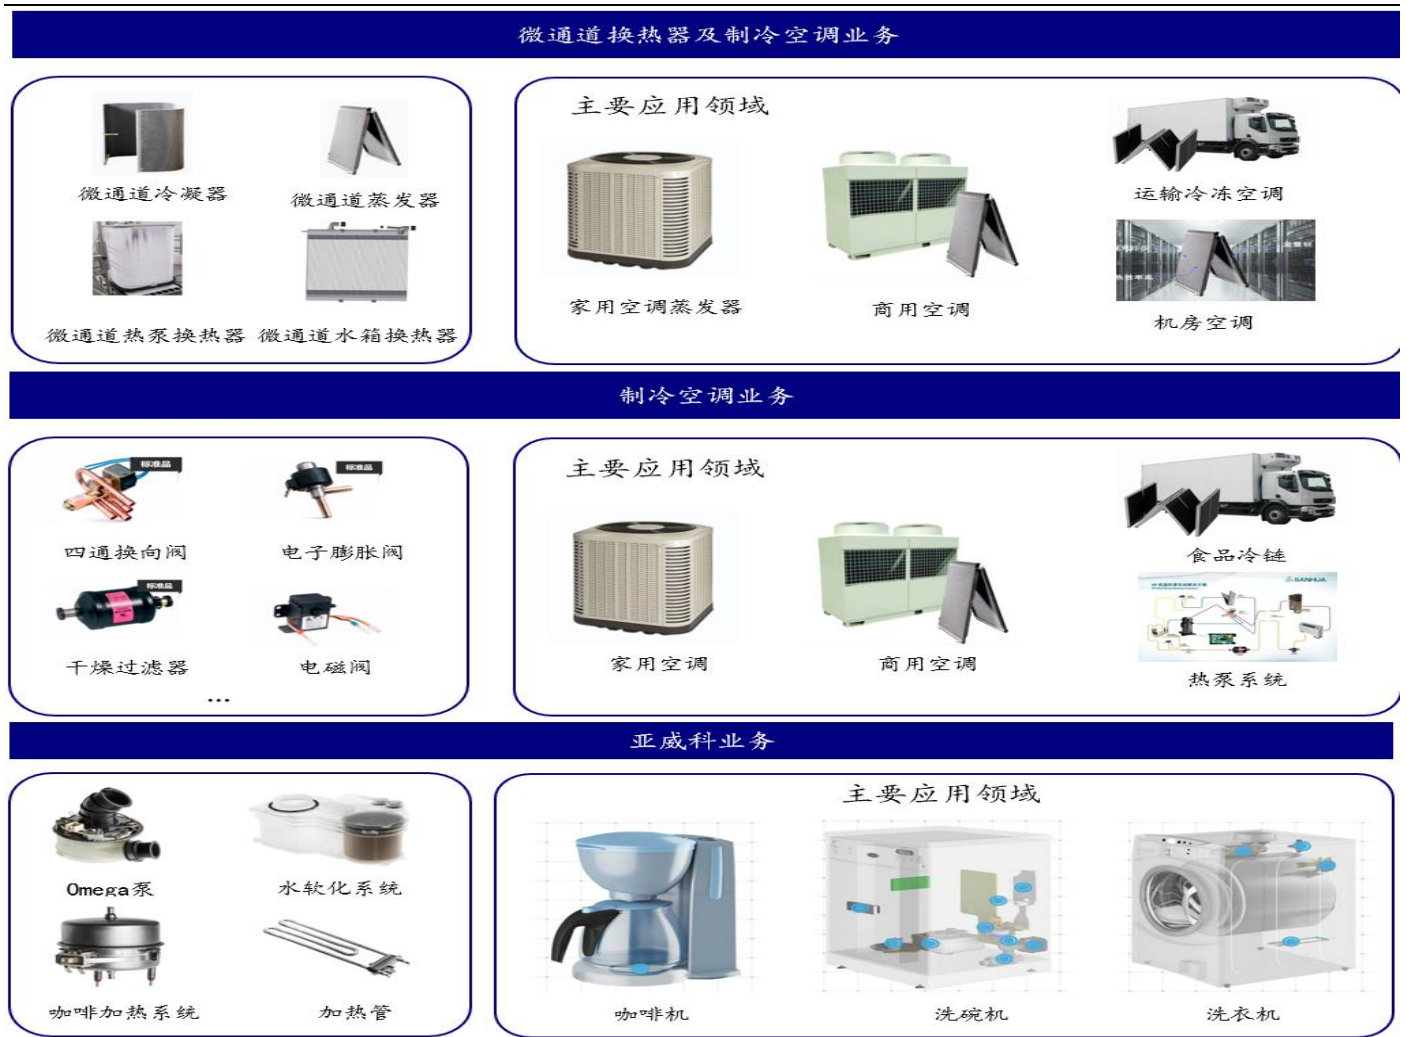 微通道换热器及制冷空调业务
微通道冷凝器
微通道蒸发器
微通道热泵换热器
微通道水箱换热器
主要应用领域
家用空调蒸发器
商用空调
运输冷冻空调
机房空调
制冷空调业务
标准品
标准品
四通换向阀
电子膨胀阀
标准品
干燥过滤器
电磁阀
...
主要应用领域
家用空调
商用空调
食品冷链
SANHUA
热泵系统
亚威科业务
Omega泵
水软化系统
咖啡加热系统
加热管
主要应用领域
咖啡机
洗碗机
洗衣机